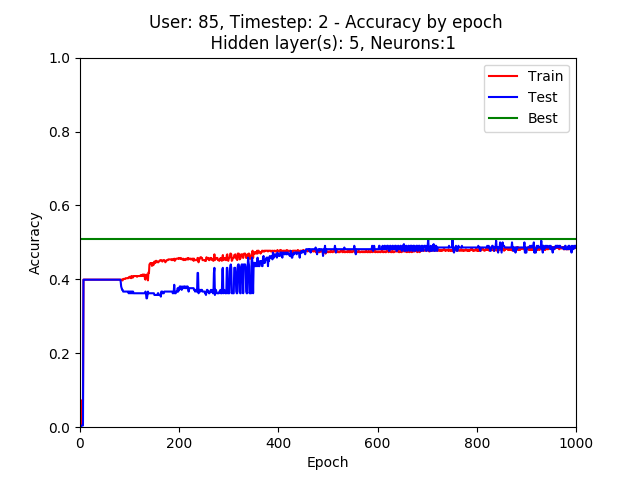 User: 85, Timestep: 2 - Accuracy by epoch
Hidden layer(s): 5, Neurons:1
1.0
0.8
0.6
0.4
0.2
0.0
Accuracy
Train
Test
Best
0 200 400 600 800 1000
Epoch